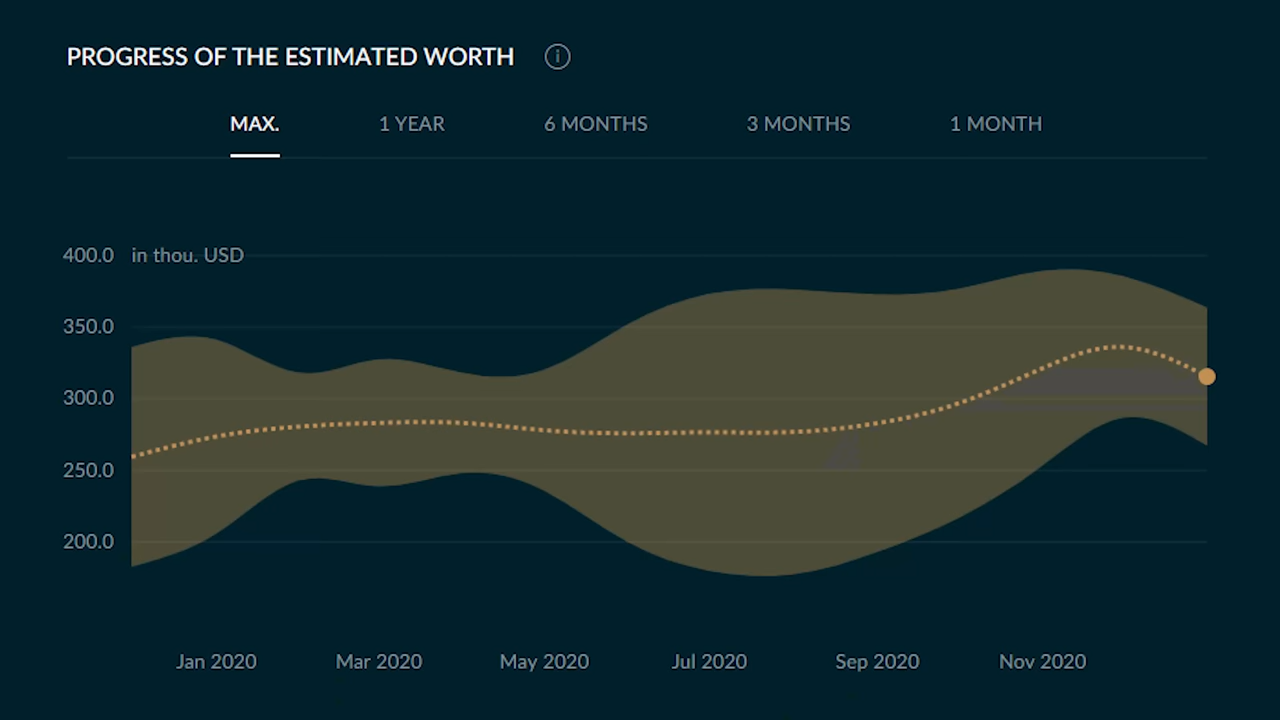 PROGRESS OF THE ESTIMATED WORTH i
MAX. 1 YEAR 6 MONTHS 3 MONTHS 1 MONTH
400.0 in thou. USD
350.0
300.0
250.0
200.0
Jan 2020 Mar 2020 May 2020 Jul 2020 Sep 2020 Nov 2020